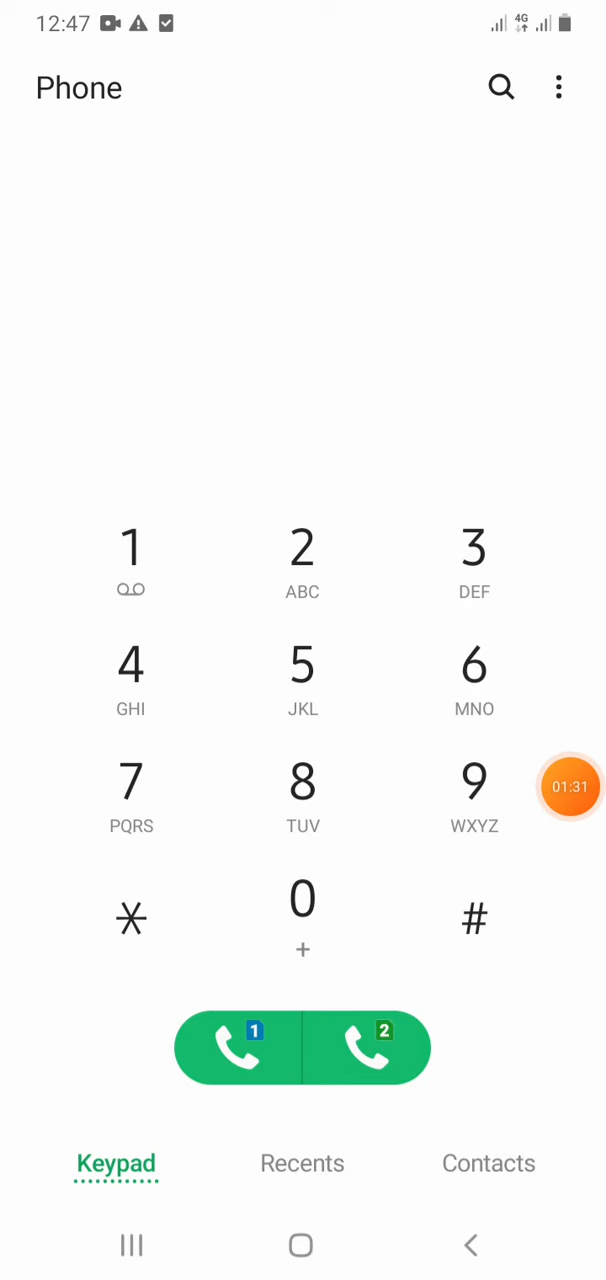 12:47 4G
Phone
1 2 3
ABC DEF
4 5 6
GHI JKL MNO
7 8 9
01:31
PQRS TUV WXYZ
* 0 #
+
1 2
Keypad Recents Contacts